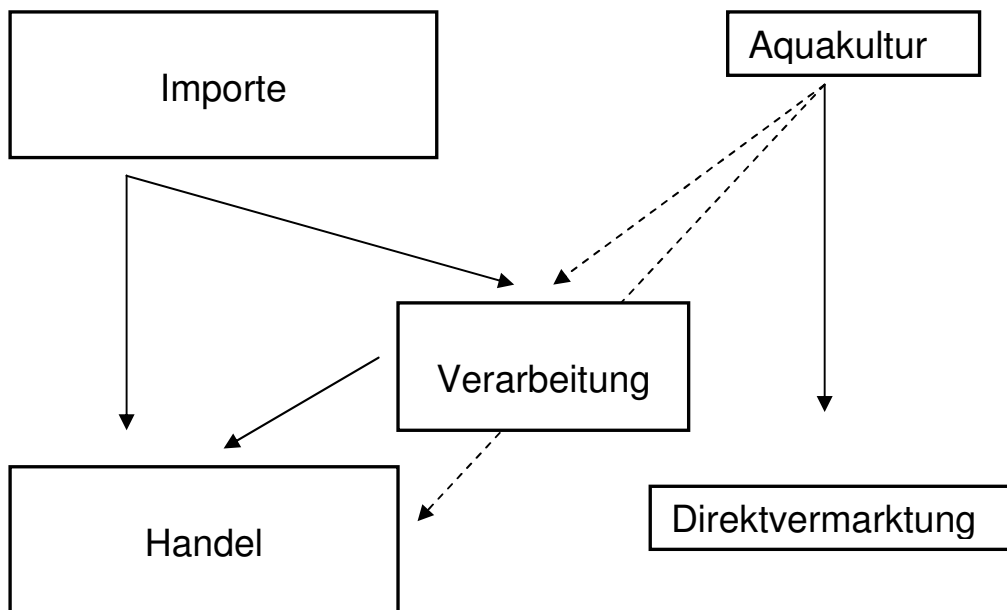 Aquakultur
Importe
Verarbeitung
Direktvermarktung
Handel